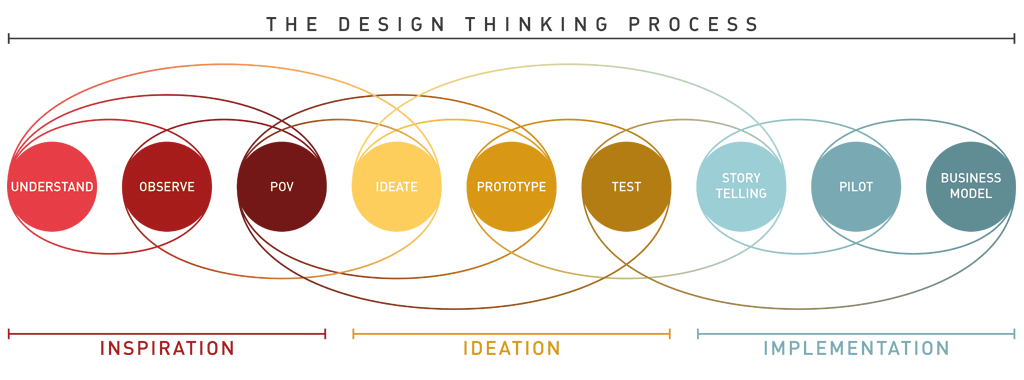 THE DESIGN THINKING PROCESS
UNDERSTAND
OBSERVE
POV
IDEATE
PROTOTYPE
TEST
STORY
TELLING
PILOT
BUSINESS
MODEL
INSPIRATION
IDEATION
IMPLEMENTATION